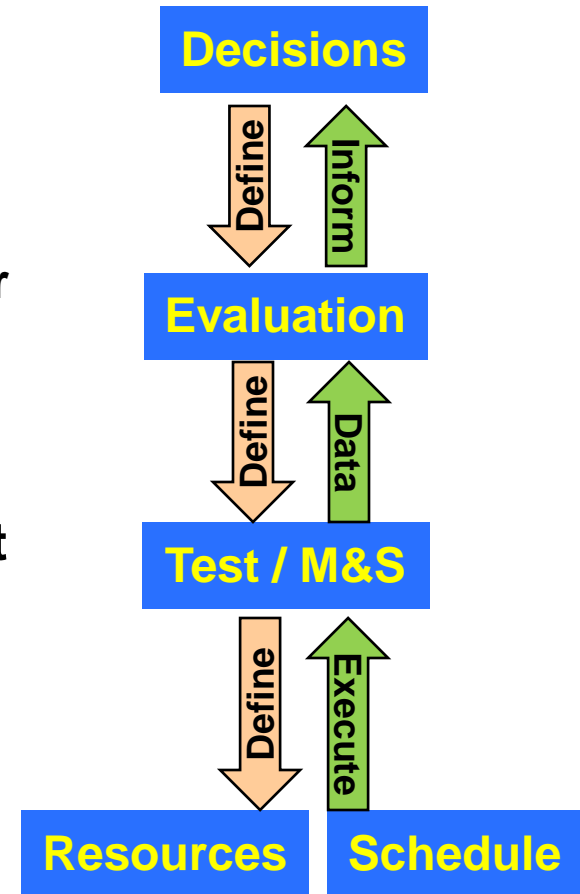 Decisions
Define
Inform
r
Evaluation
Define
Data
t
Test / M&S
Define
Execute
Resources
Schedule